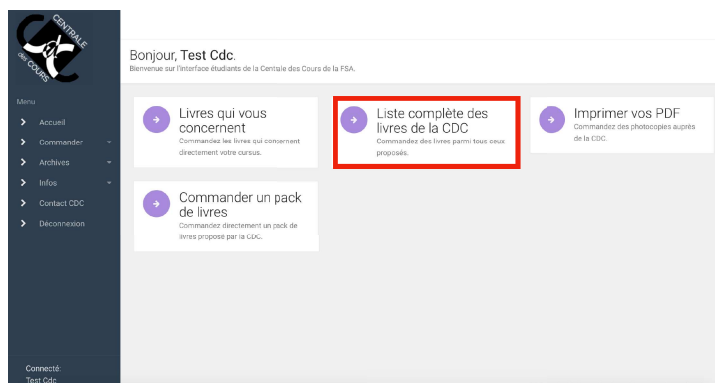 CENTRALE
des COURS
CdC
Bonjour, Test Cdc.
Bienvenue sur l'interface étudiants de la Centale des Cours de la FSA.
Menu
Accueil
Commander
Archives
Infos
Contact CDC
Déconnexion
Livres qui vous
concernent
Commandez les livres qui concernent
directement votre cursus.
Liste complète des
livres de la CDC
Commandez des livres parmi tous ceux
proposés.
Imprimer vos PDF
Commandez des photocopies auprès
de la CDC.
Commander un pack
de livres
Commandez directement un pack de
livres proposé par la CDC.
Connecté:
Test Cdc